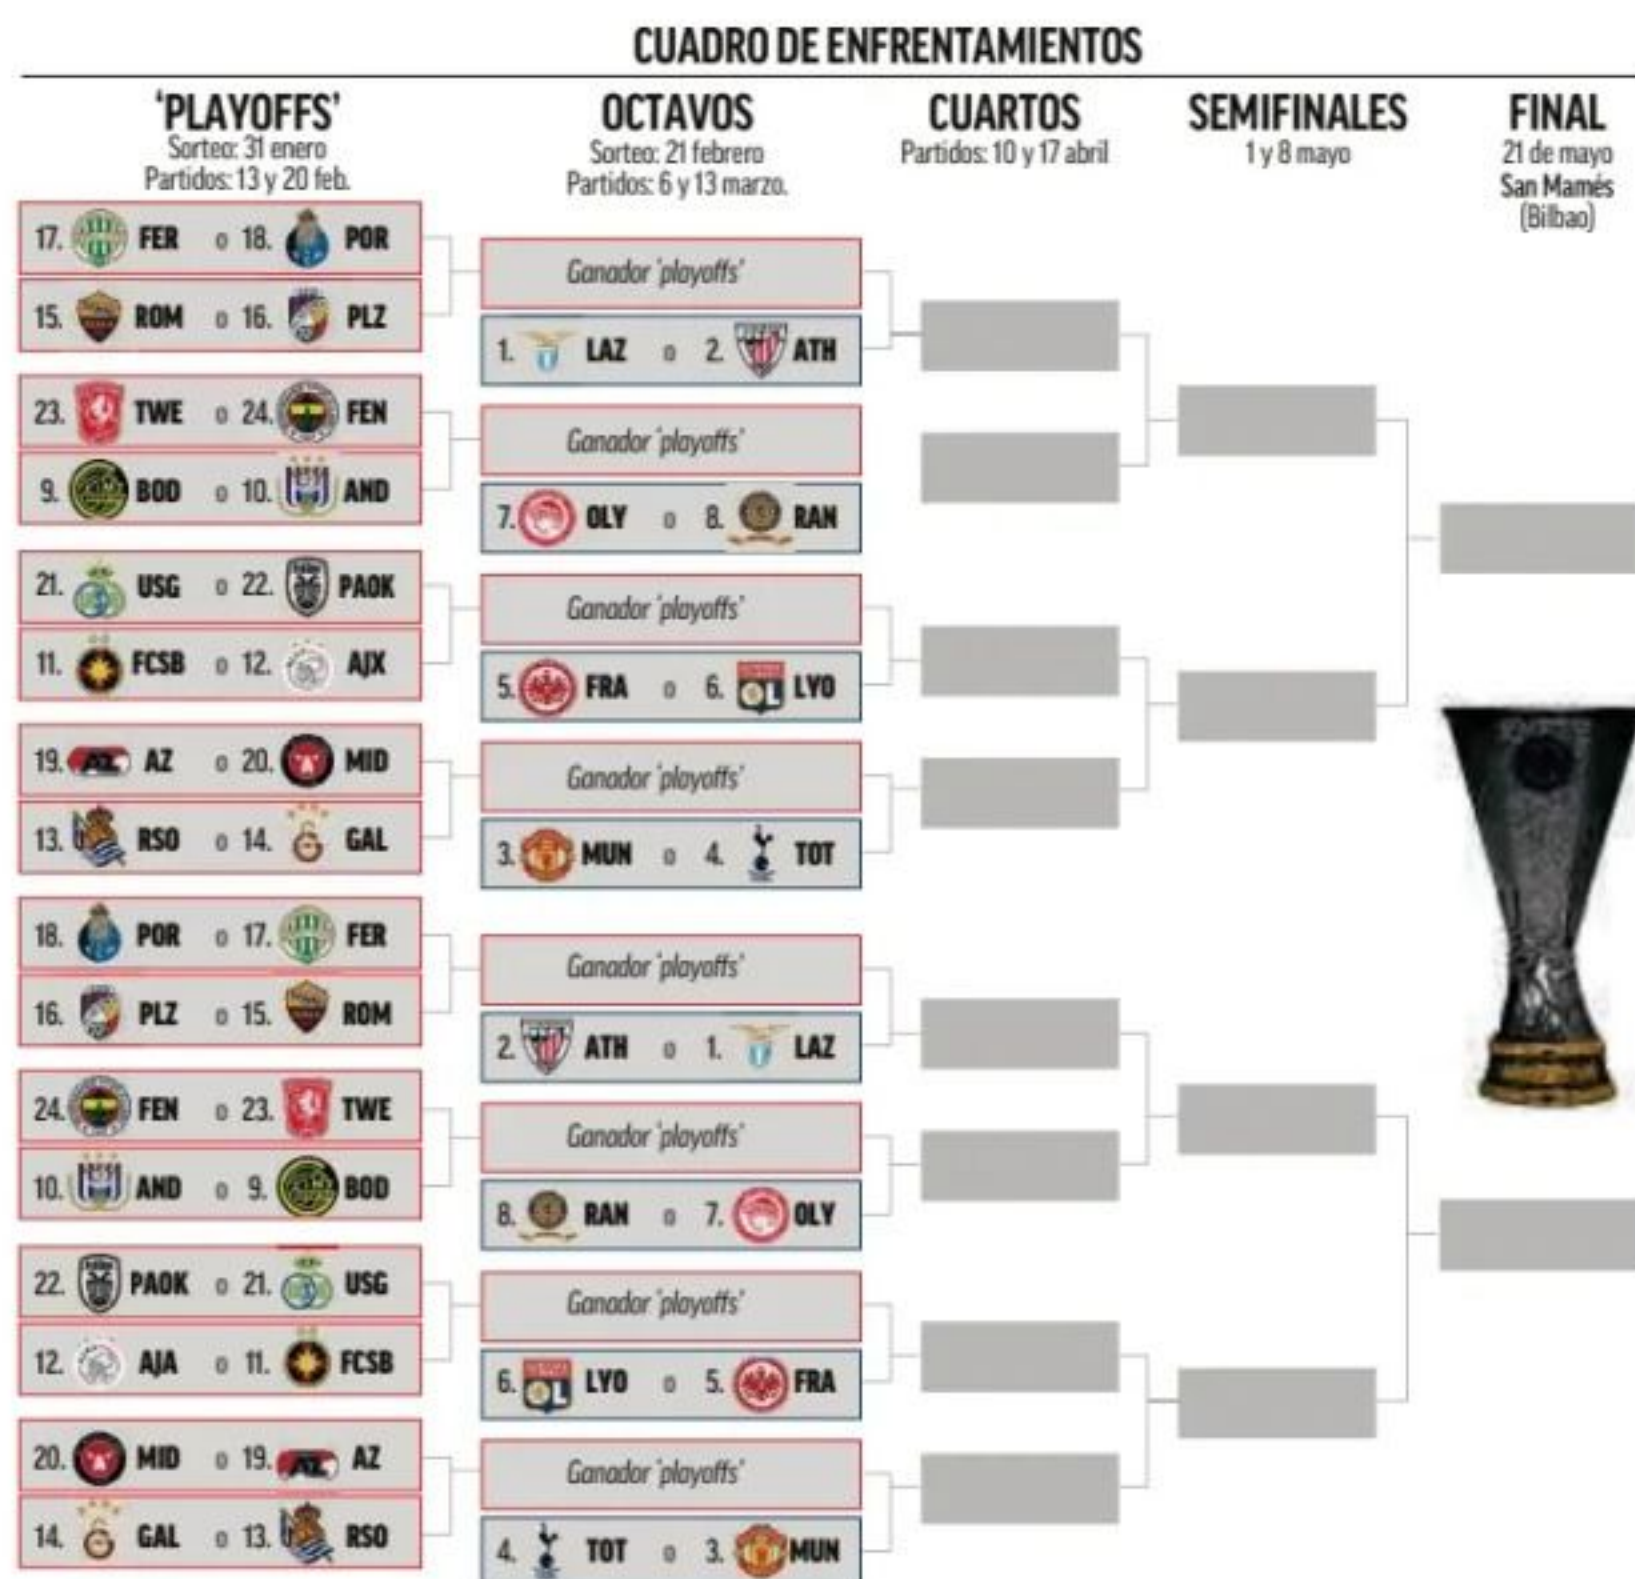 CUADRO DE ENFRENTAMIENTOS
'PLAYOFFS'
Sorteo: 31 enero
Partidos: 13 y 20 feb.
OCTAVOS
Sorteo: 21 febrero
Partidos: 6 y 13 marzo.
CUARTOS
Partidos: 10 y 17 abril
SEMIFINALES
1 y 8 mayo
FINAL
21 de mayo
San Mamés
(Bilbao)
17. FER o 18. POR
15. ROM o 16. PLZ
23. TWE o 24. FEN
9. BOD o 10. AND
21. USG o 22. PAOK
11. FCSB o 12. AJX
19. AZ o 20. MID
13. RSO o 14. GAL
18. POR o 17. FER
16. PLZ o 15. ROM
24. FEN o 23. TWE
10. AND o 9. BOD
22. PAOK o 21. USG
12. AJA o 11. FCSB
20. MID o 19. AZ
14. GAL o 13. RSO
Ganador 'playoffs'
1. LAZ o 2. ATH
Ganador 'playoffs'
7. OLY o 8. RAN
Ganador 'playoffs'
5. FRA o 6. LYO
Ganador 'playoffs'
3. MUN o 4. TOT
Ganador 'playoffs'
2. ATH o 1. LAZ
Ganador 'playoffs'
8. RAN o 7. OLY
Ganador 'playoffs'
6. LYO o 5. FRA
Ganador 'playoffs'
4. TOT o 3. MUN